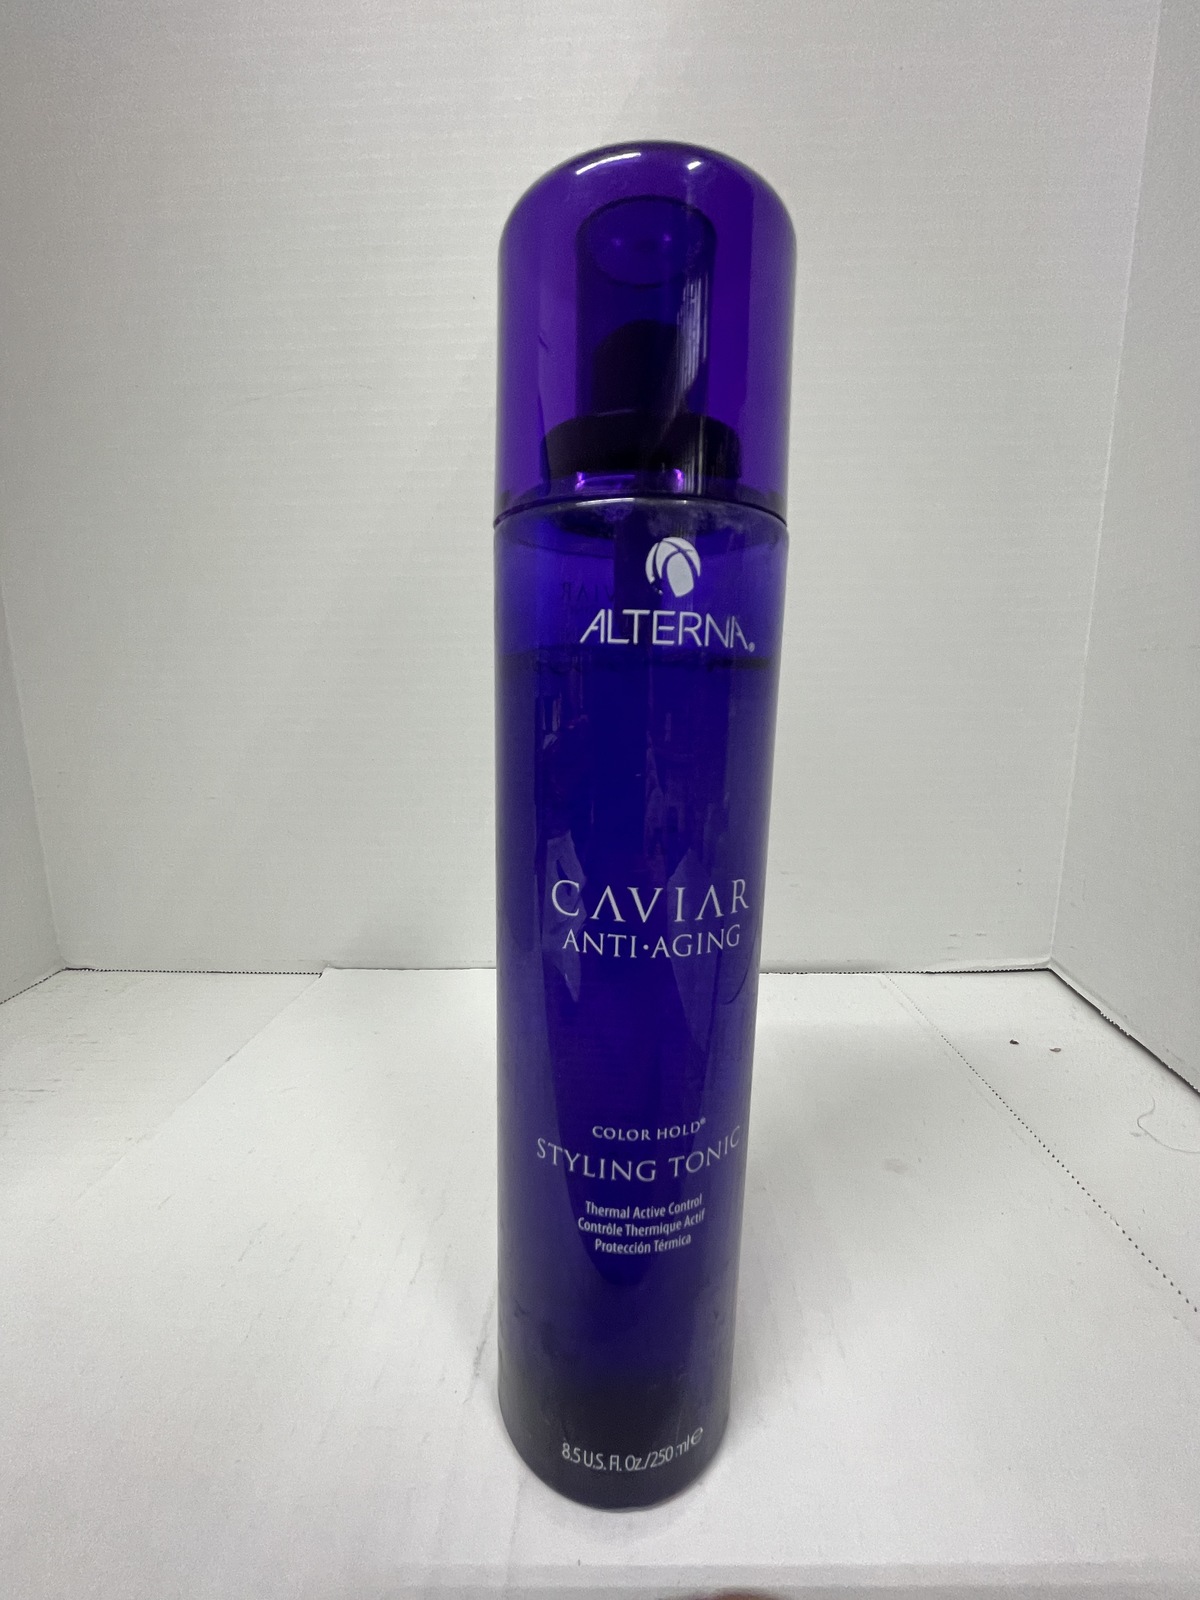 ALTERNA®
CAVIAR
ANTI·AGING
COLOR HOLD®
STYLING TONIC
Thermal Active Control
Contrôle Thermique Actif
Protección Térmica
8.5 U.S. Fl. Oz./250 ml ℮